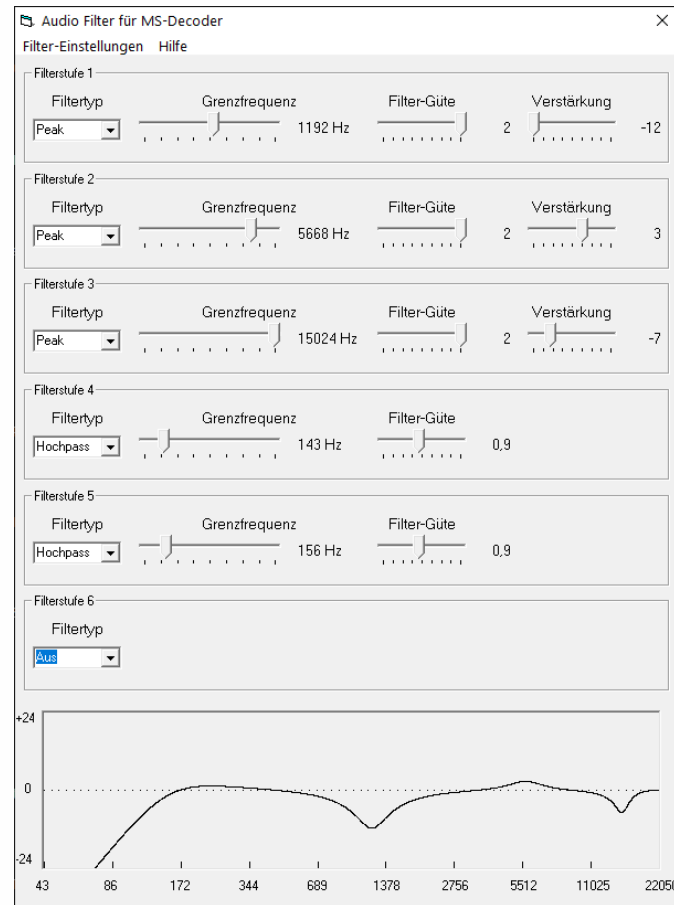 Audio Filter für MS-Decoder
Filter-Einstellungen Hilfe
Filterstufe 1
Filtertyp Grenzfrequenz Filter-Güte Verstärkung
Peak 1192 Hz 2 -12
Filterstufe 2
Filtertyp Grenzfrequenz Filter-Güte Verstärkung
Peak 5668 Hz 2 3
Filterstufe 3
Filtertyp Grenzfrequenz Filter-Güte Verstärkung
Peak 15024 Hz 2 -7
Filterstufe 4
Filtertyp Grenzfrequenz Filter-Güte
Hochpass 143 Hz 0,9
Filterstufe 5
Filtertyp Grenzfrequenz Filter-Güte
Hochpass 156 Hz 0,9
Filterstufe 6
Filtertyp
Aus
+24
0
-24
43 86 172 344 689 1378 2756 5512 11025 22050